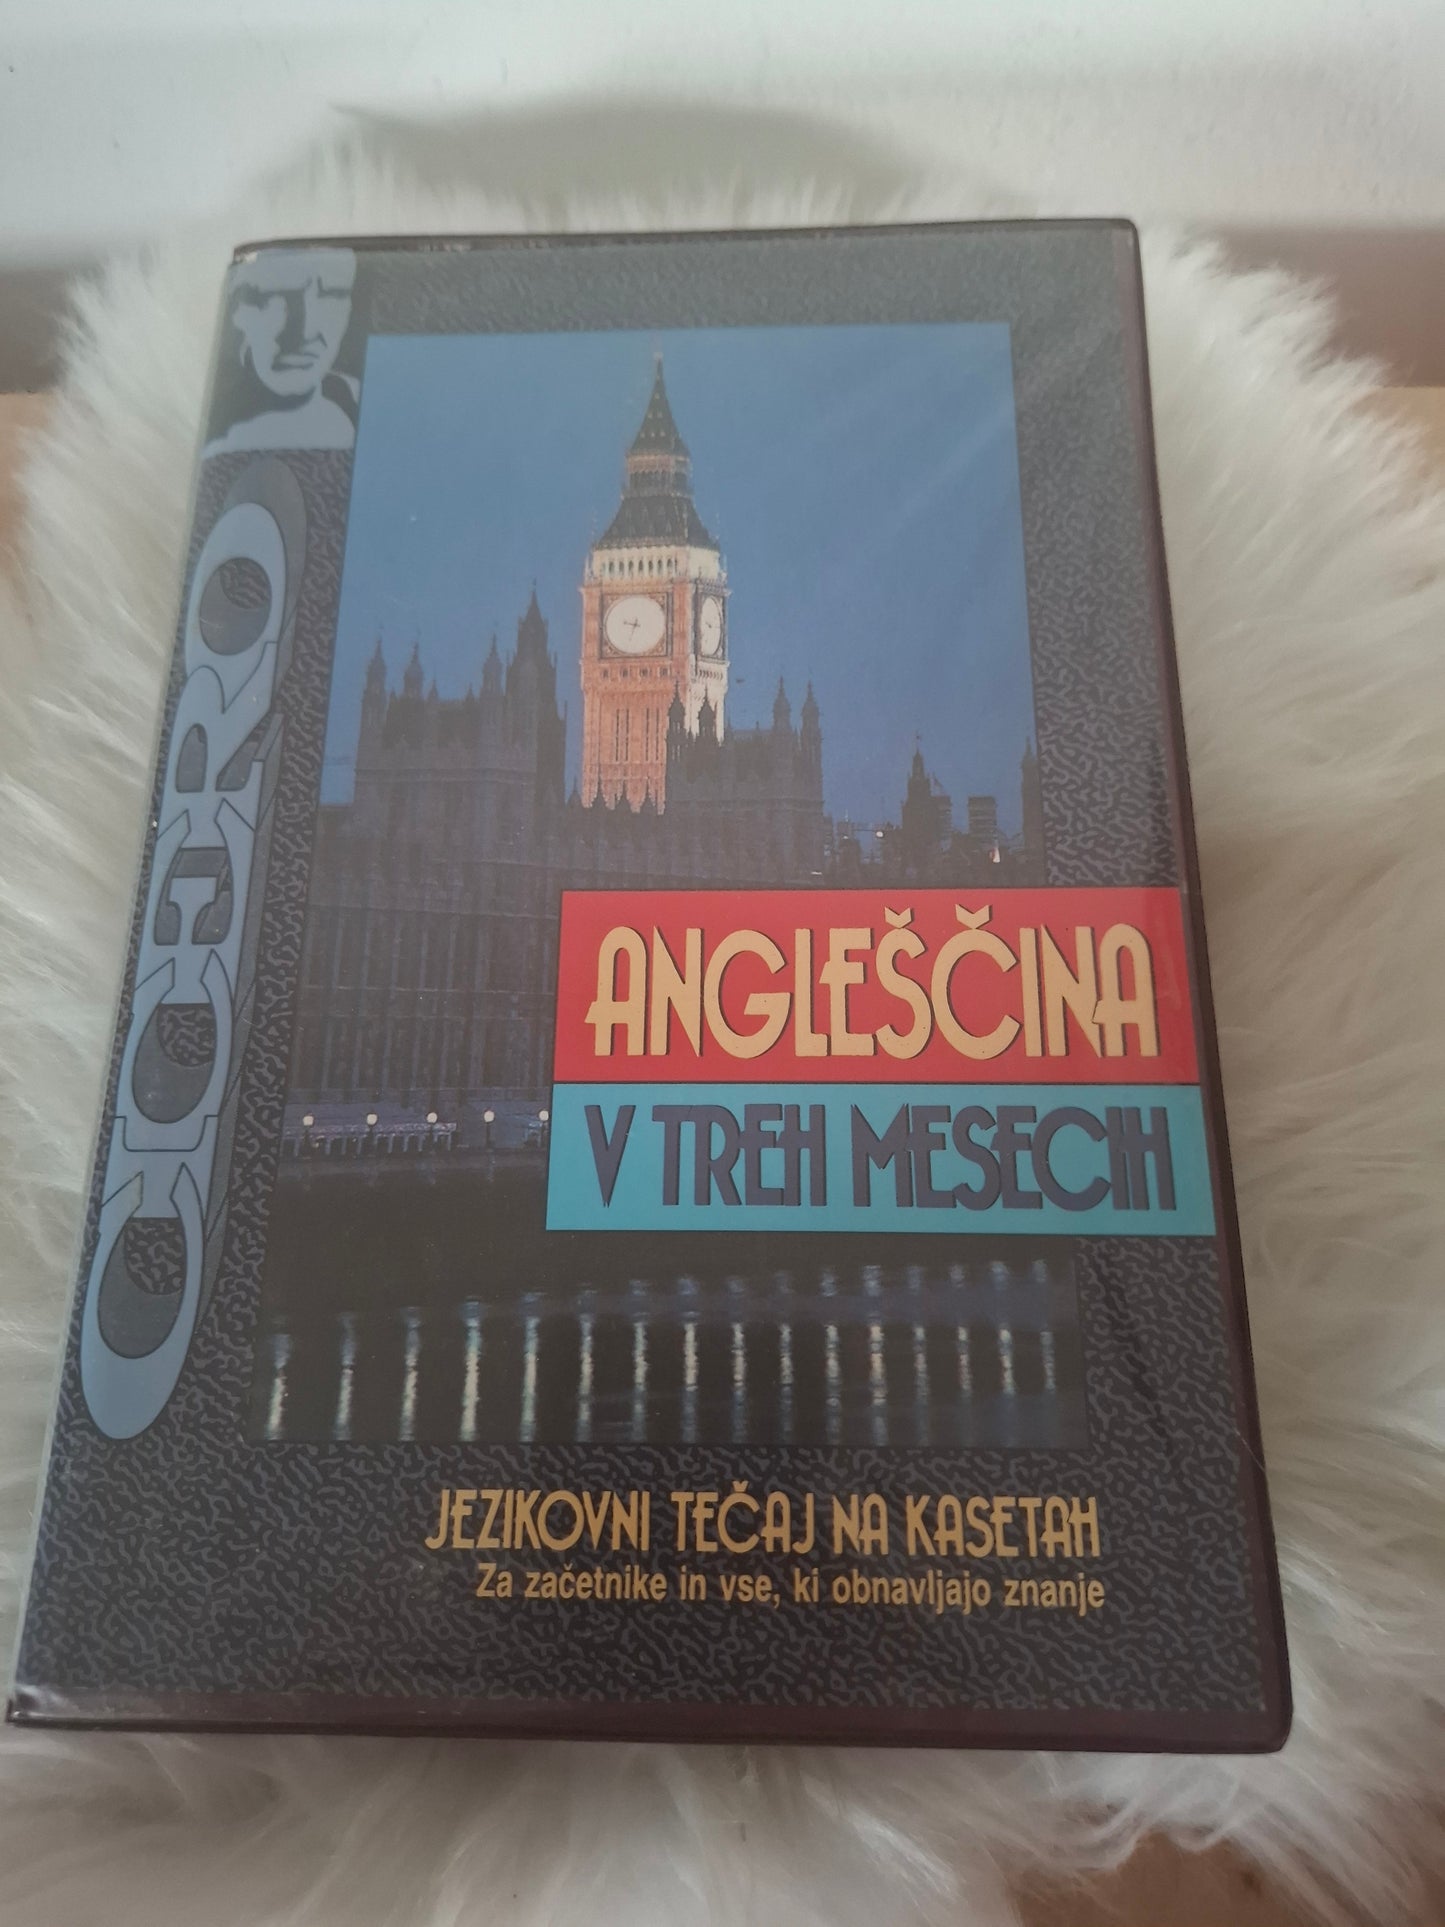 CICERO
ANGLEŠČINA
V TREH MESECIH
JEZIKOVNI TEČAJ NA KASETAH
Za začetnike in vse, ki obnavljajo znanje